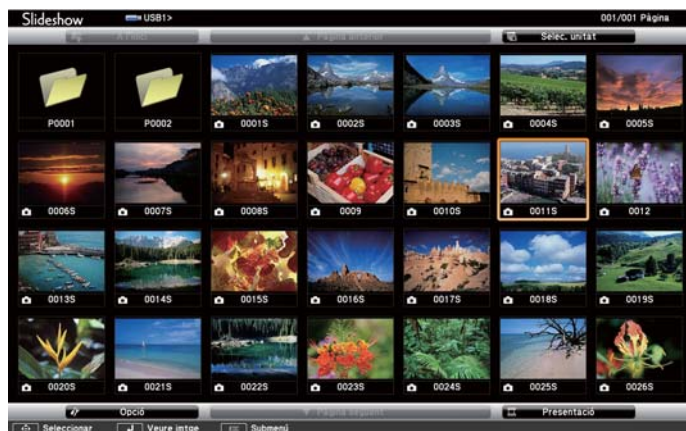 Slideshow USB1> 001/001 Pàgina
A l'inici Pàgina anterior Selec. unitat
P0001 P0002 0001S 0002S 0003S 0004S 0005S
0006S 0007S 0008S 0009 0010S 0011S 0012
0013S 0014S 0015S 0016S 0017S 0018S 0019S
0020S 0021S 0022S 0023S 0024S 0025S 0026S
Opció Pàgina següent Presentació
Seleccionar Veure imtge Submenú